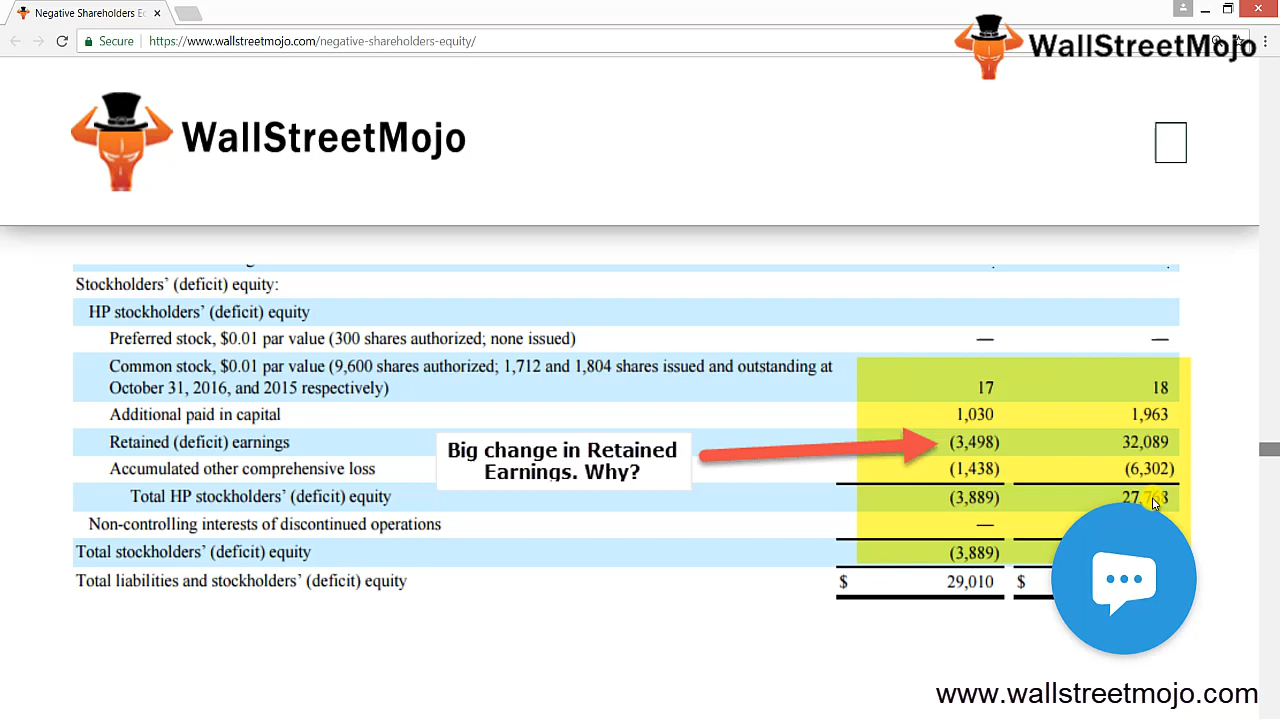 Negative Shareholders E
Secure | https://www.wallstreetmojo.com/negative-shareholders-equity/
WallStreetMojo
WallStreetMojo
Stockholders' (deficit) equity:
HP stockholders' (deficit) equity
Preferred stock, $0.01 par value (300 shares authorized; none issued) — —
Common stock, $0.01 par value (9,600 shares authorized; 1,712 and 1,804 shares issued and outstanding at
October 31, 2016, and 2015 respectively) 17 18
Additional paid in capital 1,030 1,963
Retained (deficit) earnings (3,498) 32,089
Accumulated other comprehensive loss (1,438) (6,302)
Total HP stockholders' (deficit) equity (3,889) 27,768
Non-controlling interests of discontinued operations —
Total stockholders' (deficit) equity (3,889)
Total liabilities and stockholders' (deficit) equity $ 29,010 $
Big change in Retained
Earnings. Why?
www.wallstreetmojo.com